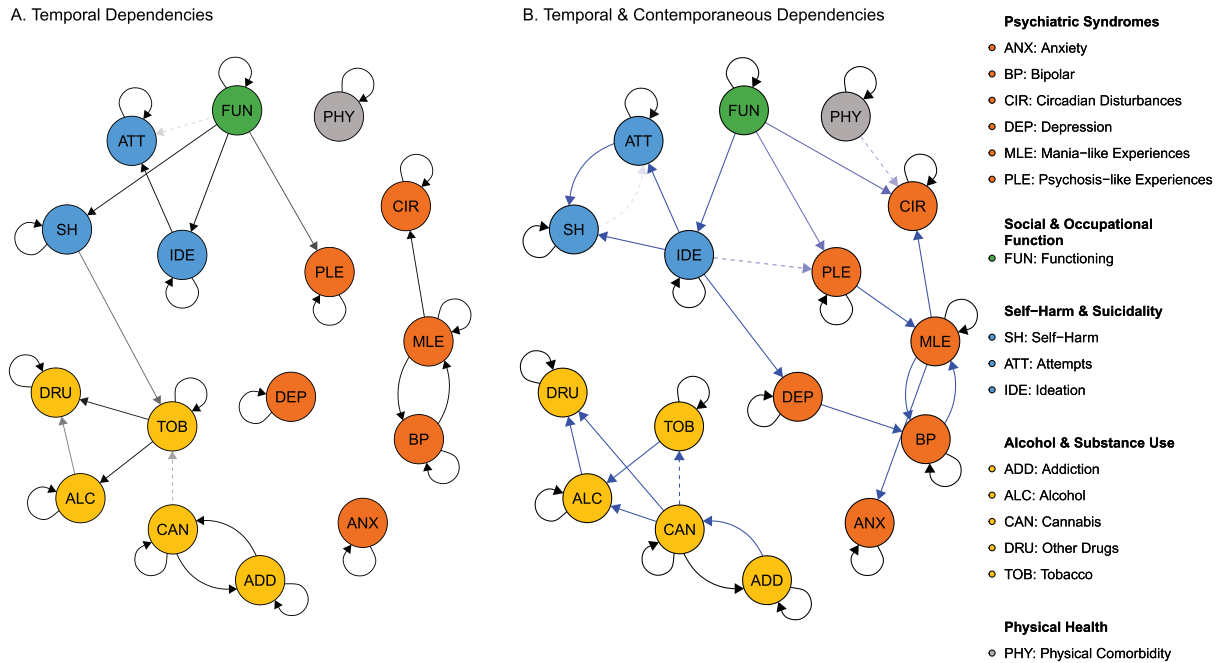 A. Temporal Dependencies
FUN
PHY
ATT
CIR
SH
IDE
PLE
MLE
DRU
DEP
TOB
BP
ALC
CAN
ANX
ADD
B. Temporal & Contemporaneous Dependencies
FUN
PHY
ATT
CIR
SH
IDE
PLE
MLE
DRU
DEP
TOB
BP
ALC
CAN
ANX
ADD
Psychiatric Syndromes
ANX: Anxiety
BP: Bipolar
CIR: Circadian Disturbances
DEP: Depression
MLE: Mania−like Experiences
PLE: Psychosis−like Experiences
Social & Occupational
Function
FUN: Functioning
Self−Harm & Suicidality
SH: Self−Harm
ATT: Attempts
IDE: Ideation
Alcohol & Substance Use
ADD: Addiction
ALC: Alcohol
CAN: Cannabis
DRU: Other Drugs
TOB: Tobacco
Physical Health
PHY: Physical Comorbidity